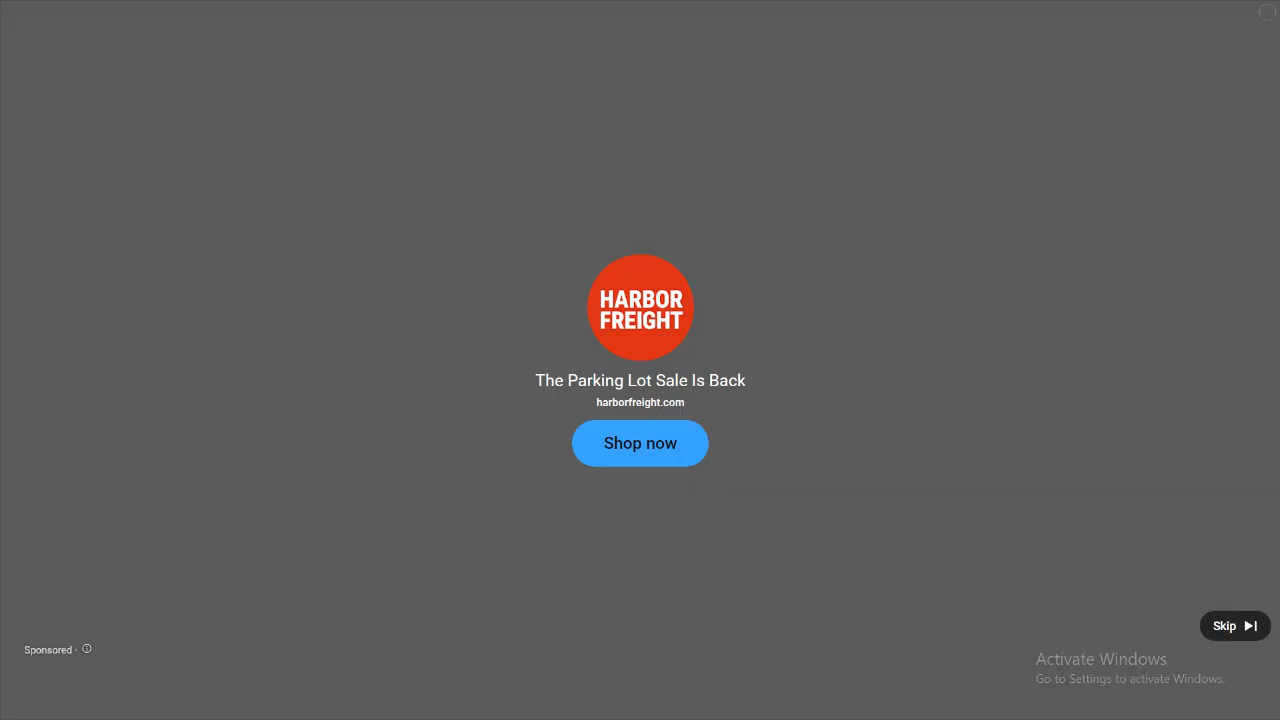 HARBOR
FREIGHT
The Parking Lot Sale Is Back
harborfreight.com
Shop now
Skip
Sponsored ·
Activate Windows
Go to Settings to activate Windows.